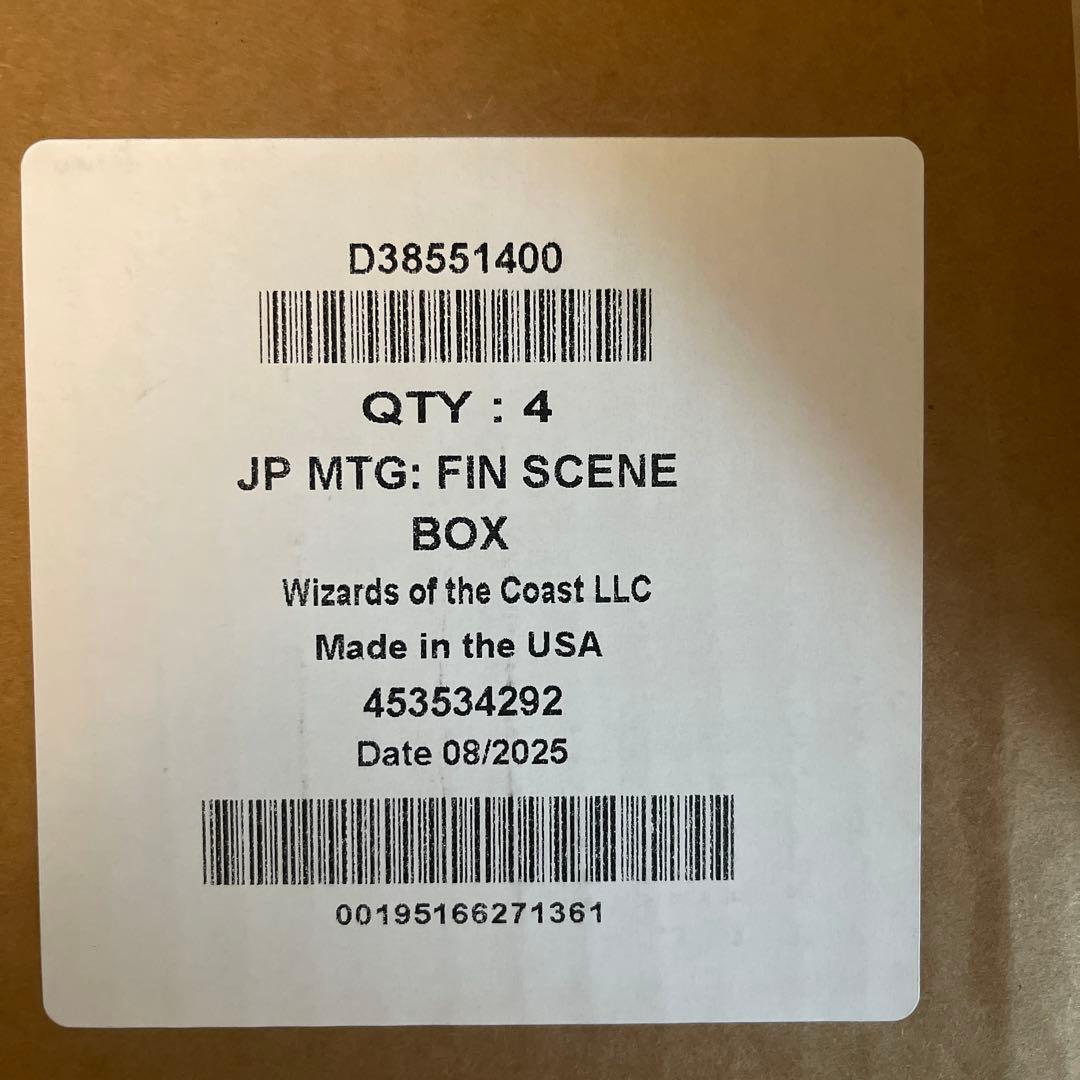 D38551400
QTY : 4
JP MTG: FIN SCENE
BOX
Wizards of the Coast LLC
Made in the USA
453534292
Date 08/2025
00195166271361